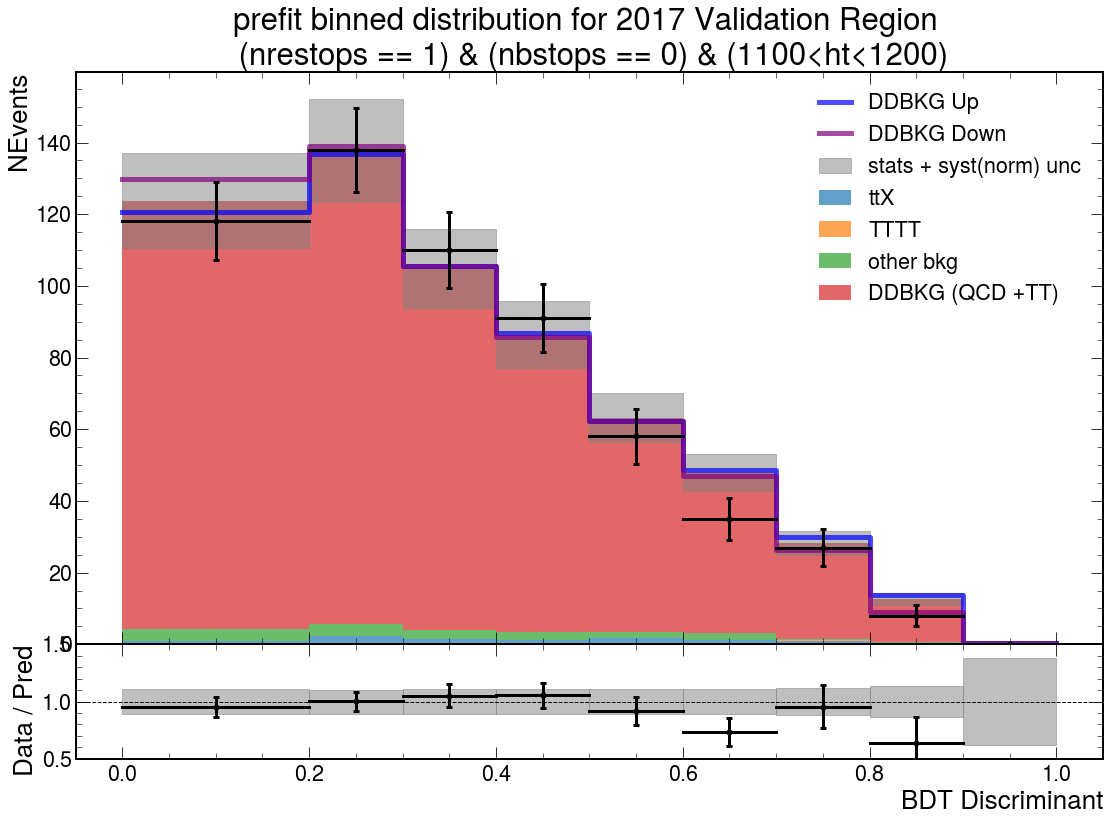 prefit binned distribution for 2017 Validation Region
(nrestops == 1) & (nbstops == 0) & (1100<ht<1200)
NEvents
140
120
100
80
60
40
20
0
DDBKG Up
DDBKG Down
stats + syst(norm) unc
ttX
TTTT
other bkg
DDBKG (QCD +TT)
Data / Pred
1.5
1.0
0.5
0.0 0.2 0.4 0.6 0.8 1.0
BDT Discriminant